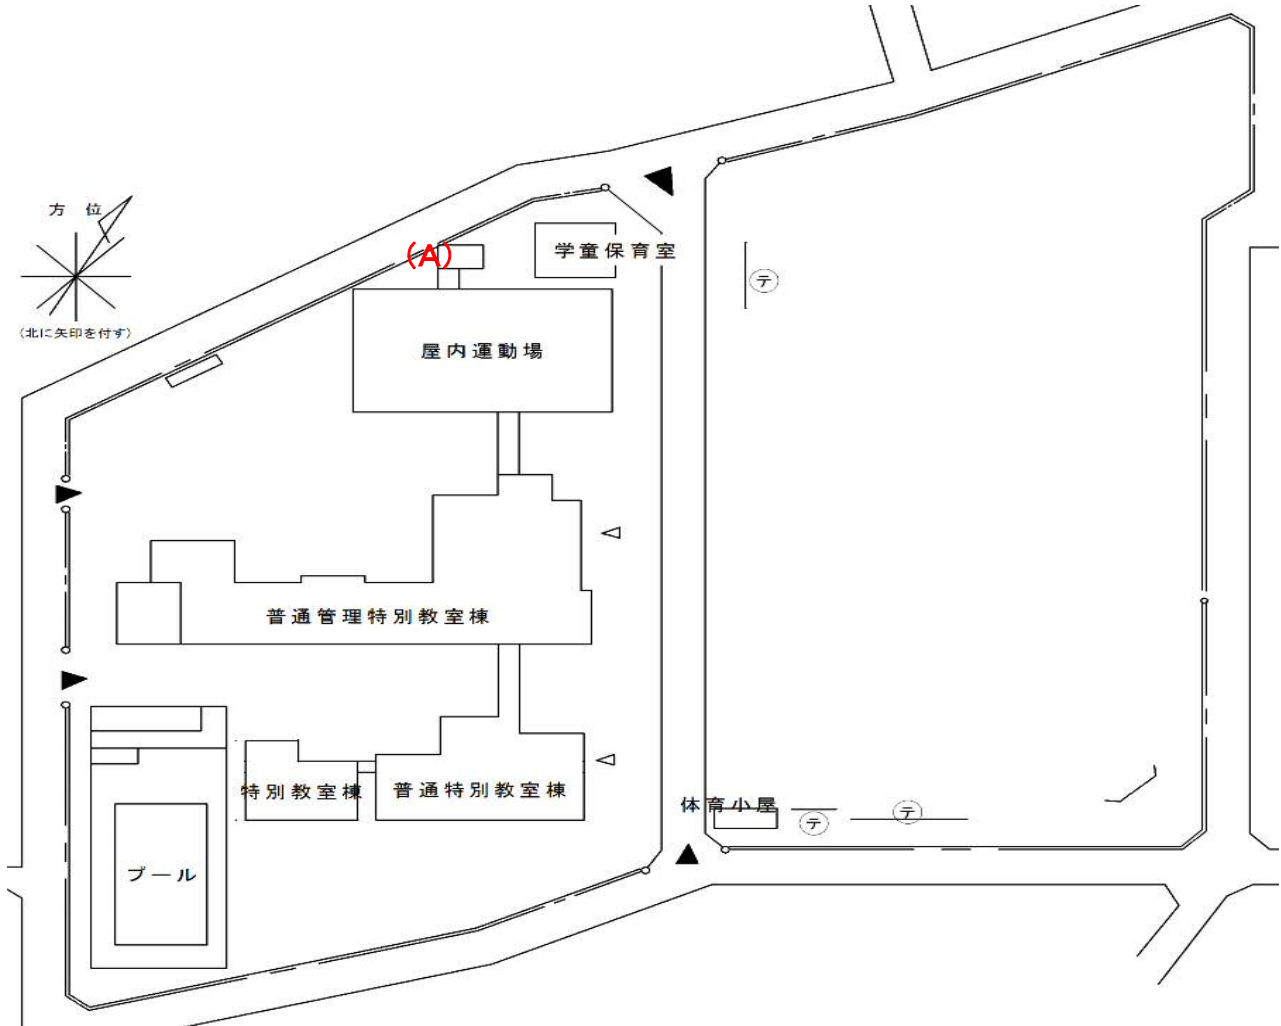 方 位
(北に矢印を付す)
(A)
学童保育室
テ
屋内運動場
普通管理特別教室棟
特別教室棟
普通特別教室棟
体育小屋
テ
テ
プール